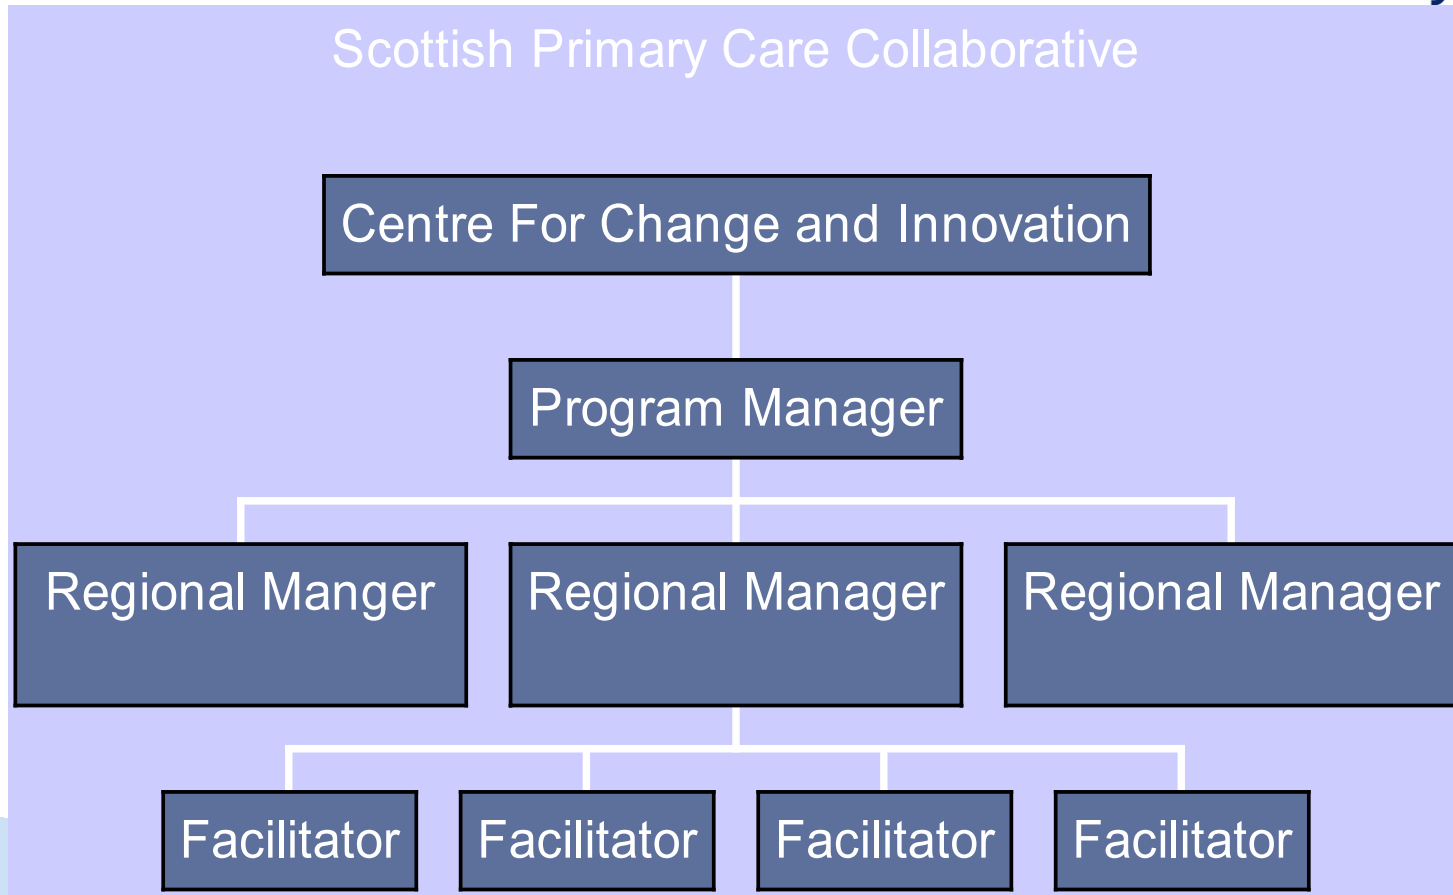 Scottish Primary Care Collaborative
Centre For Change and Innovation
Program Manager
Regional Manger
Regional Manager
Regional Manager
Facilitator
Facilitator
Facilitator
Facilitator